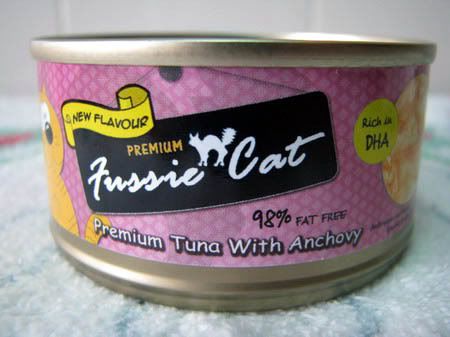 NEW FLAVOUR
PREMIUM
Fussie Cat
Rich in
DHA
98% FAT FREE
Premium Tuna With Anchovy